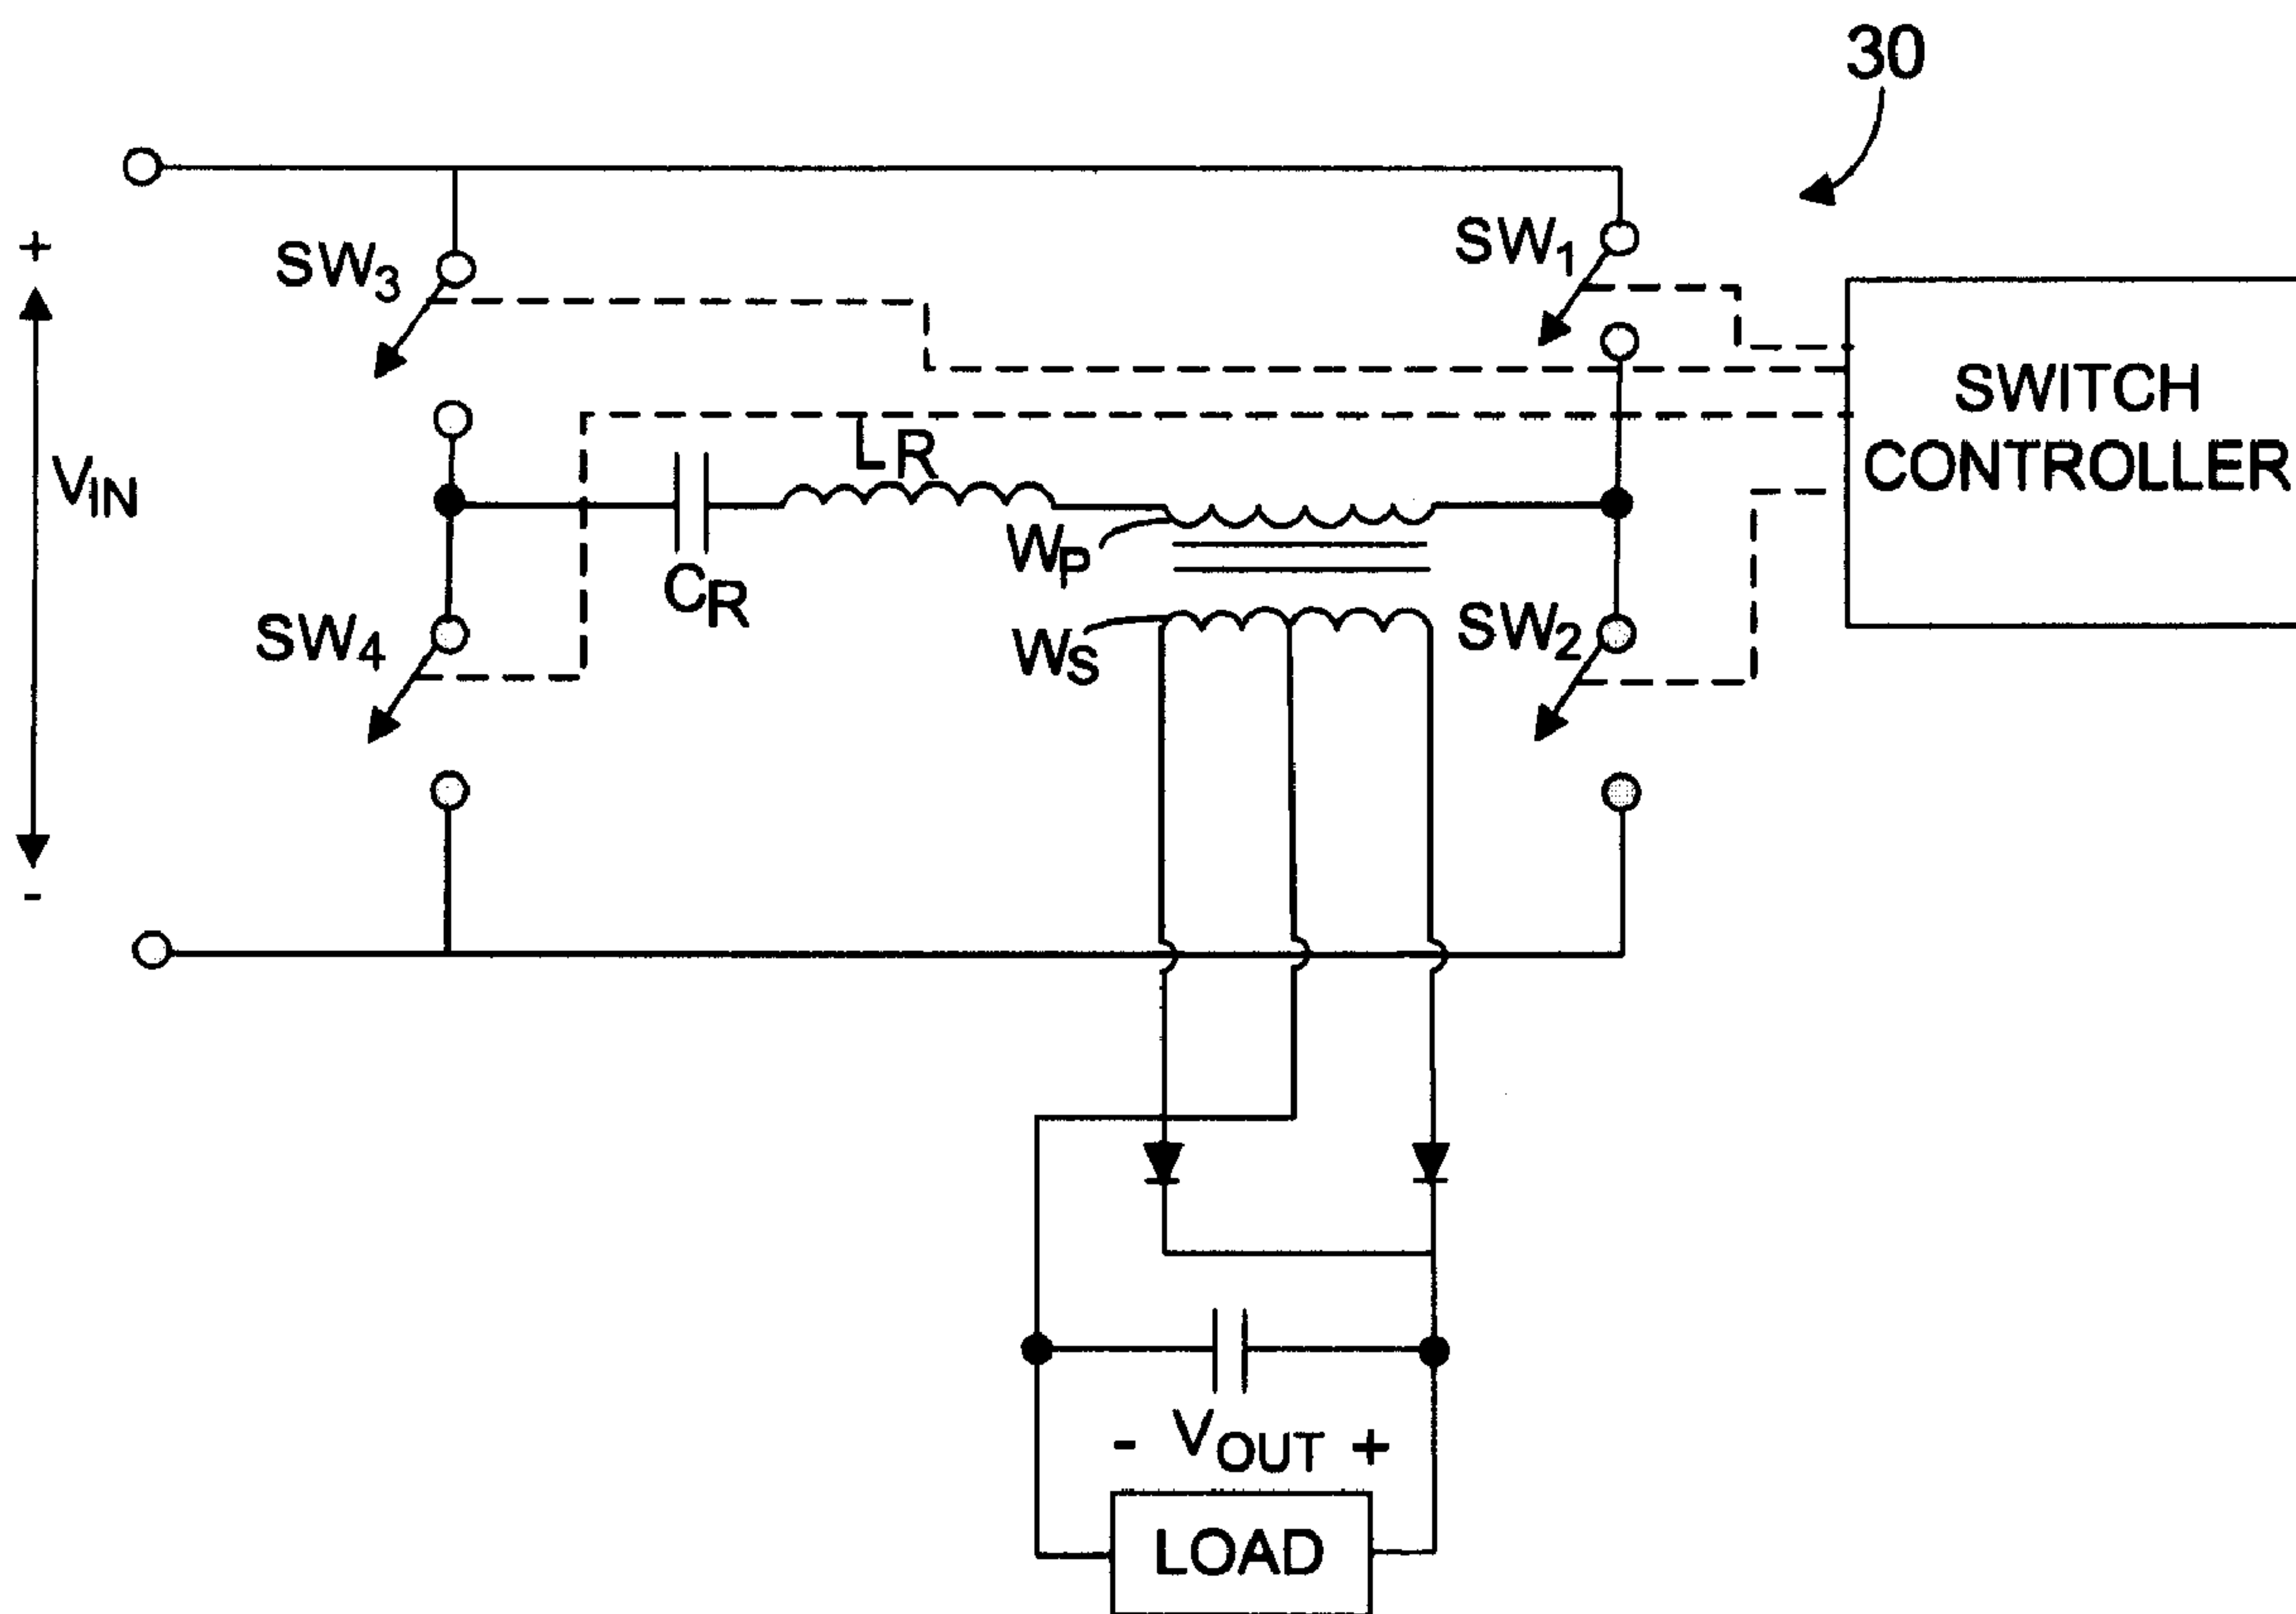 30
+
SW3
SW1
SWITCH
CONTROLLER
LR
VIN
WP
CR
SW4
WS
SW2
-
- VOUT +
LOAD